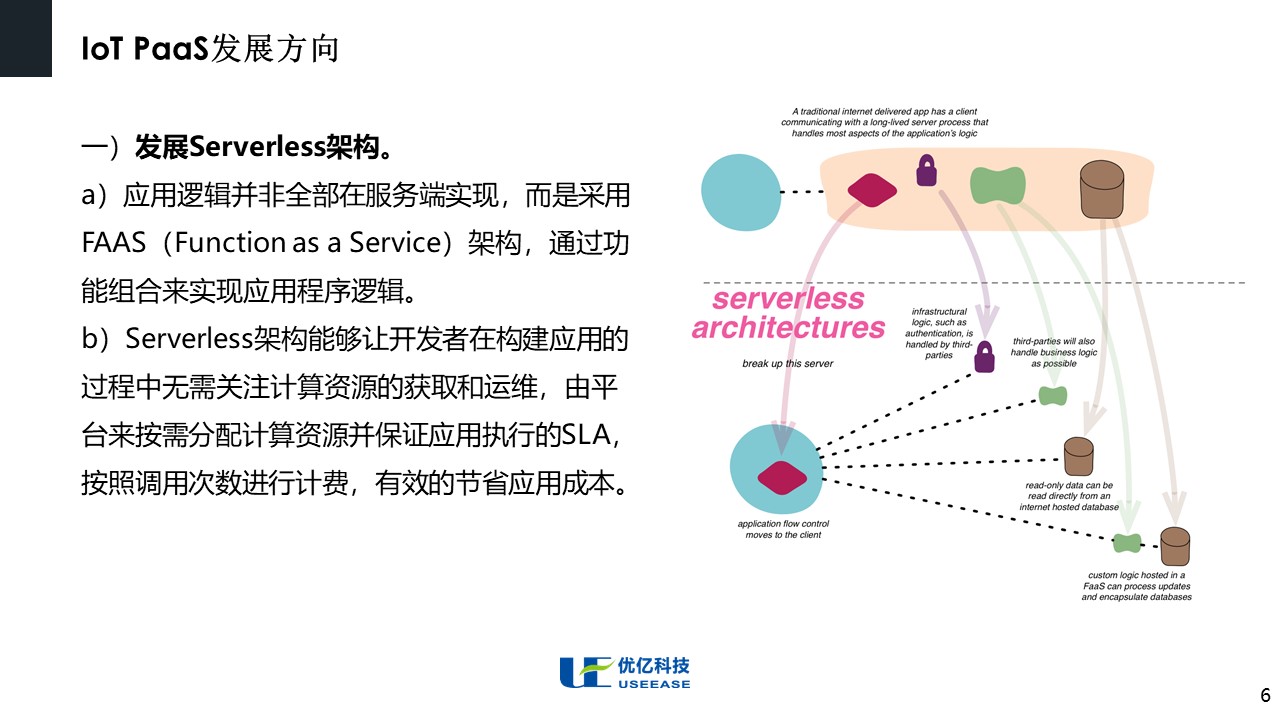 IoT PaaS发展方向
一）发展Serverless架构。
a）应用逻辑并非全部在服务端实现，而是采用
FAAS（Function as a Service）架构，通过功
能组合来实现应用程序逻辑。
b）Serverless架构能够让开发者在构建应用的
过程中无需关注计算资源的获取和运维，由平
台来按需分配计算资源并保证应用执行的SLA，
按照调用次数进行计费，有效的节省应用成本。
A traditional internet delivered app has a client
communicating with a long-lived server process that
handles most aspects of the application's logic
serverless
architectures
break up this server
infrastructural
logic, such as
authentication, is
handled by third-
parties
third-parties will also
handle business logic
as possible
read-only data can be
read directly from an
internet hosted database
application flow control
moves to the client
custom logic hosted in a
FaaS can process updates
and encapsulate databases
UE
优亿科技
USEEASE
6